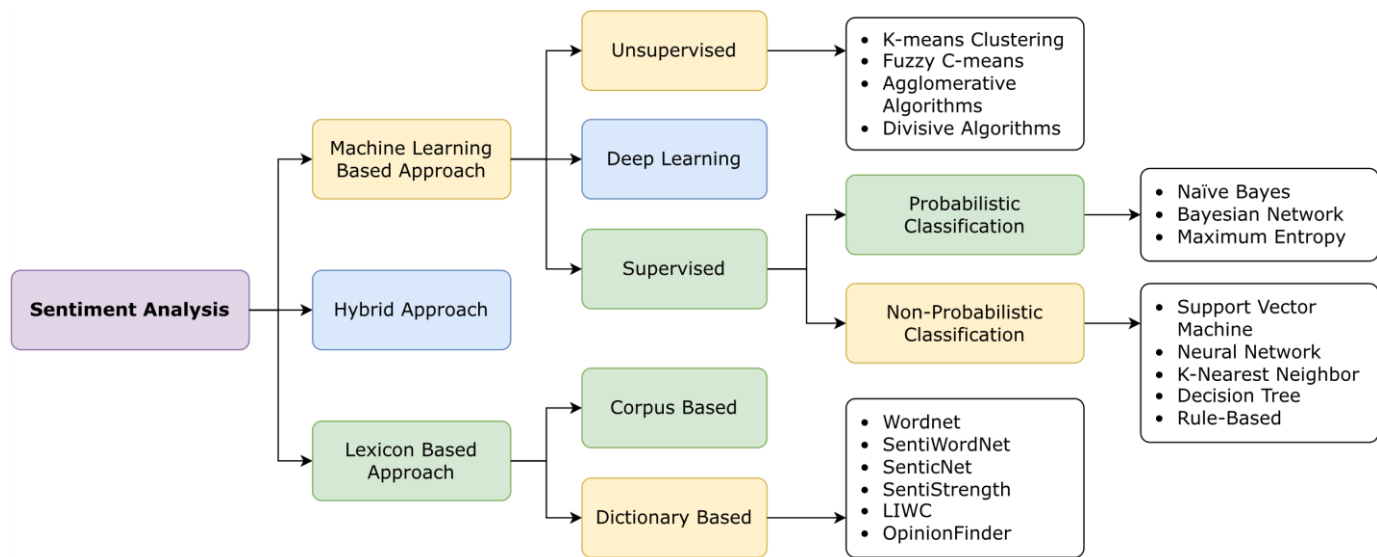 Sentiment Analysis
Machine Learning
Based Approach
Hybrid Approach
Lexicon Based
Approach
Unsupervised
Deep Learning
Supervised
Corpus Based
Dictionary Based
• K-means Clustering
• Fuzzy C-means
• Agglomerative
Algorithms
• Divisive Algorithms
Probabilistic
Classification
Non-Probabilistic
Classification
• Wordnet
• SentiWordNet
• SenticNet
• SentiStrength
• LIWC
• OpinionFinder
• Naïve Bayes
• Bayesian Network
• Maximum Entropy
• Support Vector
Machine
• Neural Network
• K-Nearest Neighbor
• Decision Tree
• Rule-Based